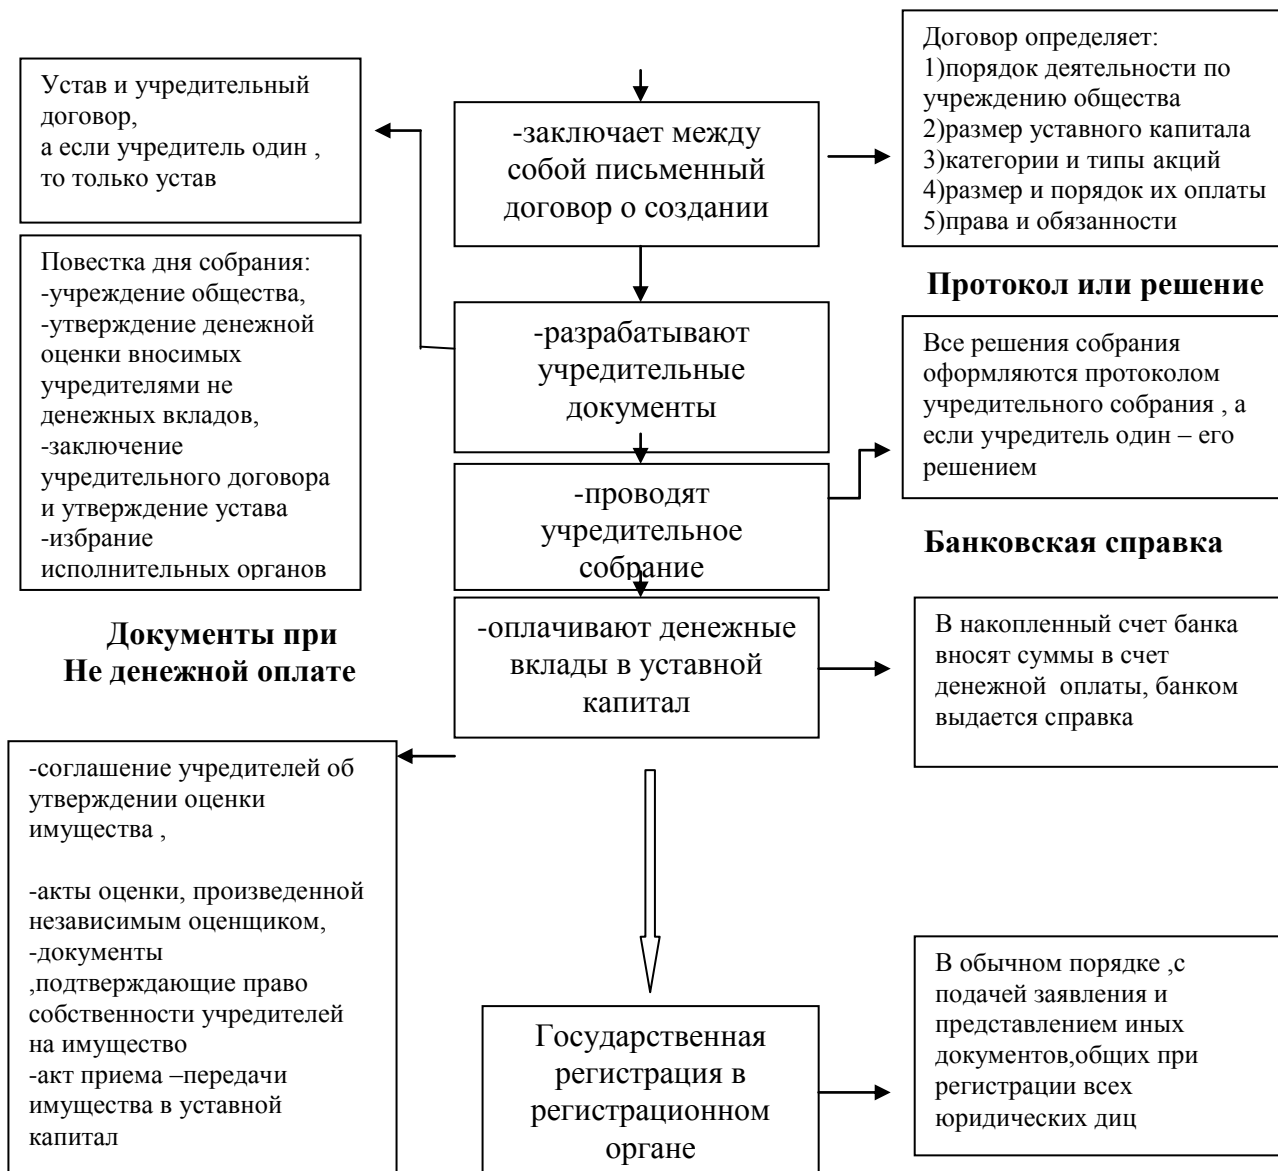 Устав и учредительный
договор,
а если учредитель один ,
то только устав
-заключает между
собой письменный
договор о создании
Договор определяет:
1)порядок деятельности по
учреждению общества
2)размер уставного капитала
3)категории и типы акций
4)размер и порядок их оплаты
5)права и обязанности
Повестка дня собрания:
-учреждение общества,
-утверждение денежной
оценки вносимых
учредителями не
денежных вкладов,
-заключение
учредительного договора
и утверждение устава
-избрание
исполнительных органов
-разрабатывают
учредительные
документы
Протокол или решение
Все решения собрания
оформляются протоколом
учредительного собрания , а
если учредитель один – его
решением
-проводят
учредительное
собрание
Банковская справка
Документы при
Не денежной оплате
-оплачивают денежные
вклады в уставной
капитал
В накопленный счет банка
вносят суммы в счет
денежной оплаты, банком
выдается справка
-соглашение учредителей об
утверждении оценки
имущества ,
-акты оценки, произведенной
независимым оценщиком,
-документы
,подтверждающие право
собственности учредителей
на имущество
-акт приема –передачи
имущества в уставной
капитал
Государственная
регистрация в
регистрационном
органе
В обычном порядке ,с
подачей заявления и
представлением иных
документов,общих при
регистрации всех
юридических диц